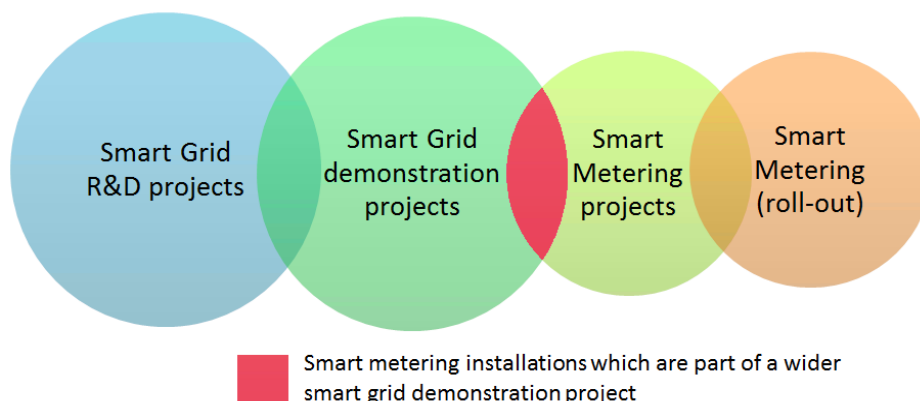 Smart Grid
R&D projects
Smart Grid
demonstration
projects
Smart
Metering
projects
Smart
Metering
(roll-out)
Smart metering installations which are part of a wider
smart grid demonstration project